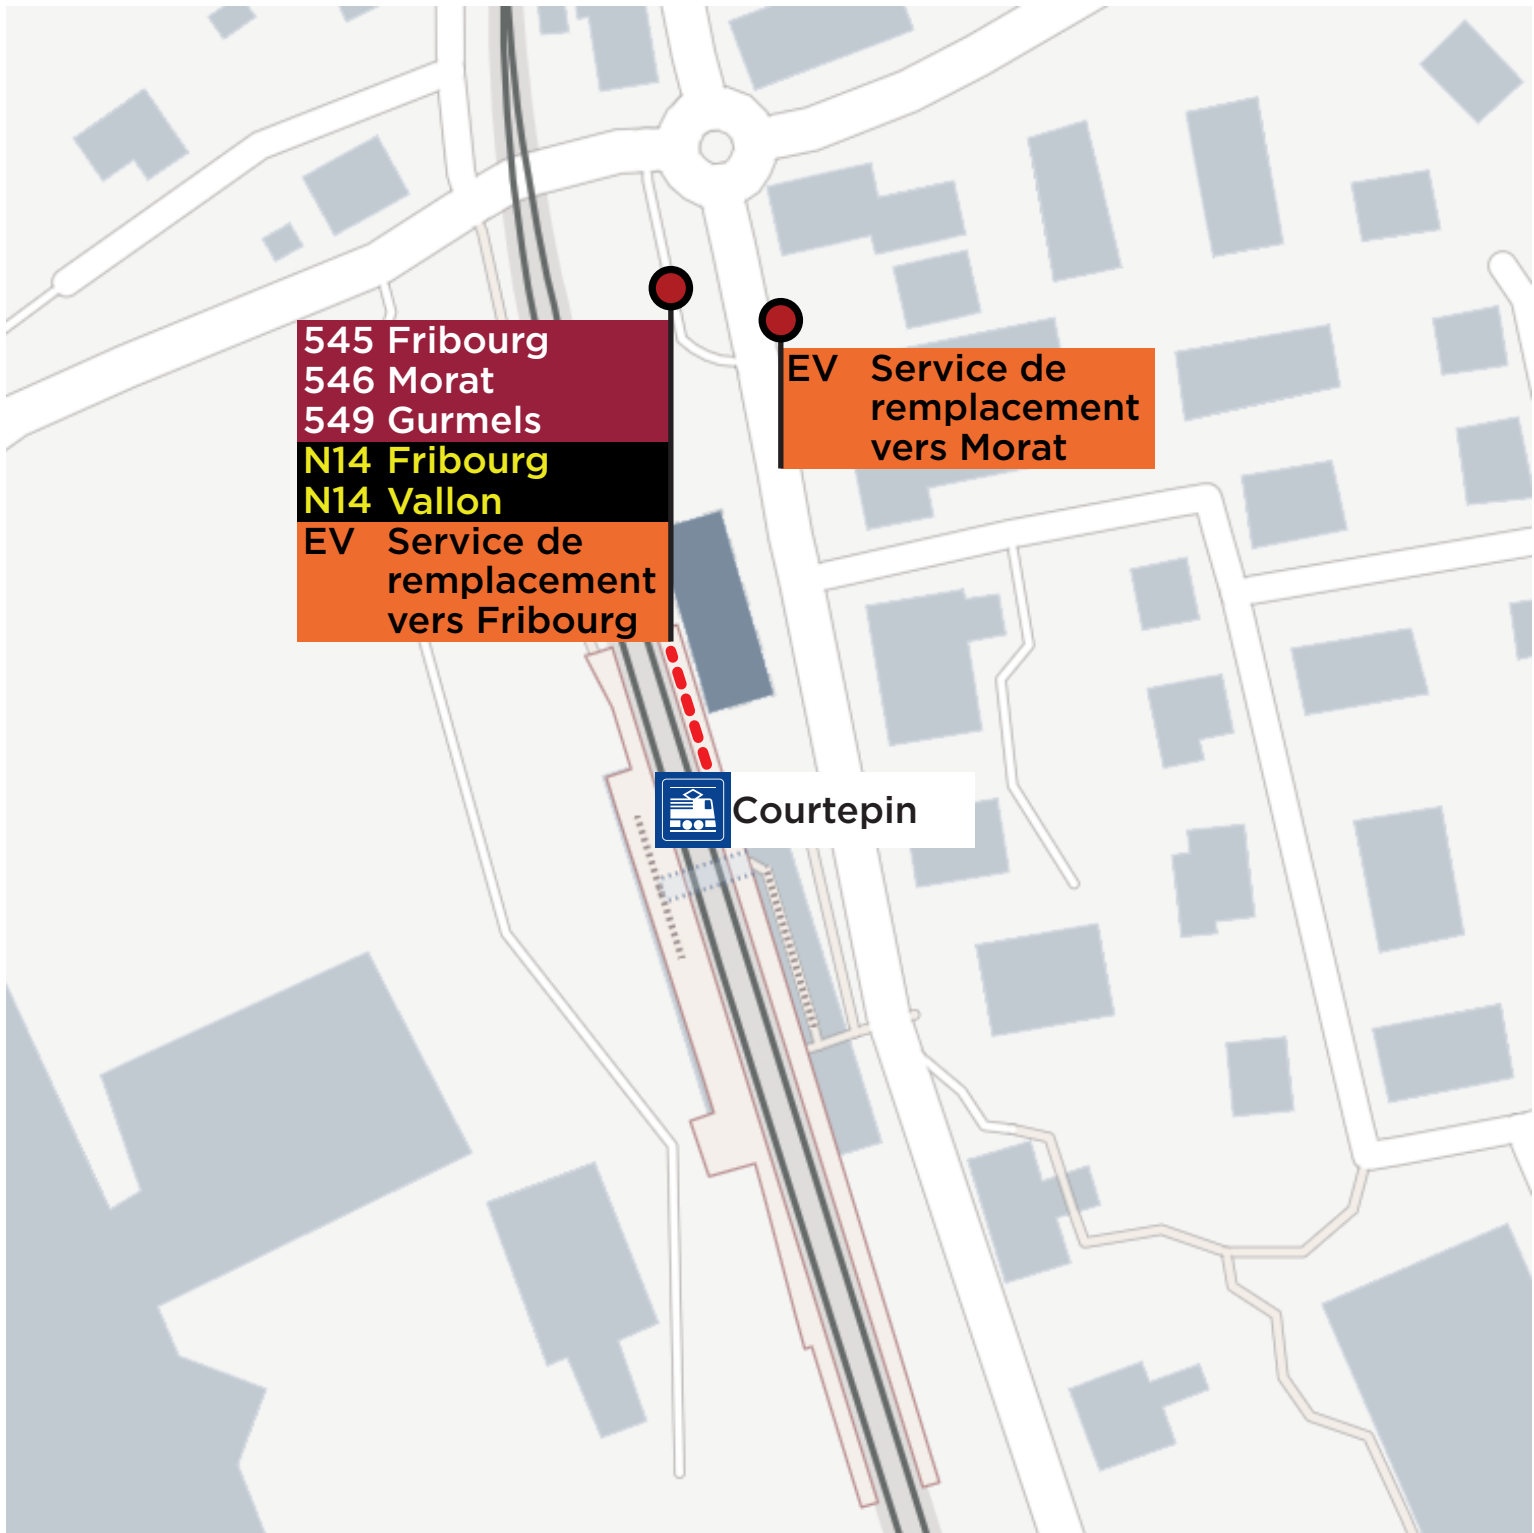 545 Fribourg
546 Morat
549 Gurmels
N14 Fribourg
N14 Vallon
EV Service de
remplacement
vers Fribourg
EV Service de
remplacement
vers Morat
Courtepin